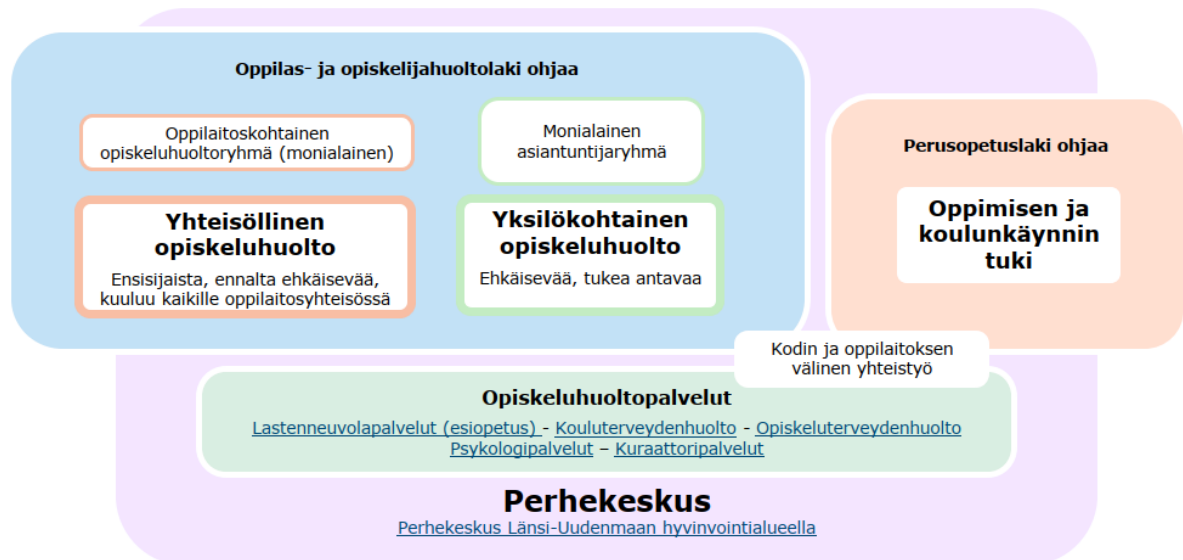 Oppilas- ja opiskelijahuoltolaki ohjaa
Oppilaitoskohtainen
opiskeluhuoltoryhmä (monialainen)
Monialainen
asiantuntijaryhmä
Yhteisöllinen
opiskeluhuolto
Ensisijaista, ennalta ehkäisevää,
kuuluu kaikille oppilaitosyhteisössä
Yksilökohtainen
opiskeluhuolto
Ehkäisevää, tukea antavaa
Perusopetuslaki ohjaa
Oppimisen ja
koulunkäynnin
tuki
Kodin ja oppilaitoksen
välinen yhteistyö
Opiskeluhuoltopalvelut
Lastenneuvolapalvelut (esiopetus) - Kouluterveydenhuolto - Opiskeluterveydenhuolto
Psykologipalvelut – Kuraattoripalvelut
Perhekeskus
Perhekeskus Länsi-Uudenmaan hyvinvointialueella